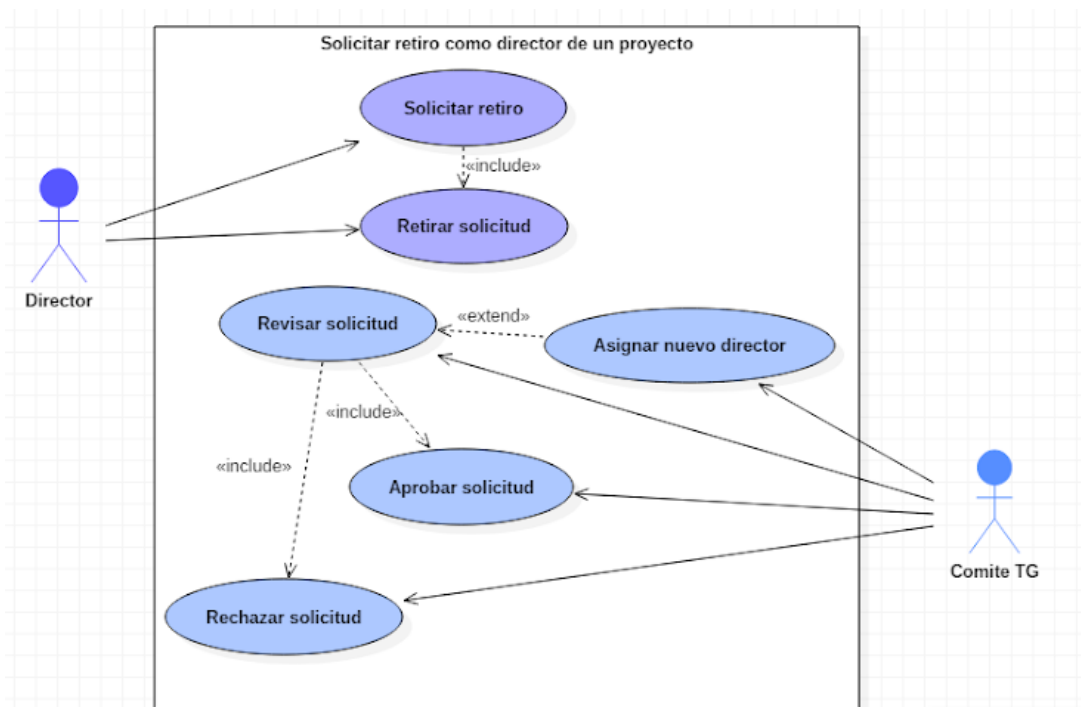 Solicitar retiro como director de un proyecto
Solicitar retiro
«include»
Retirar solicitud
Director
Revisar solicitud
«extend»
Asignar nuevo director
«include»
«include»
Aprobar solicitud
Comite TG
Rechazar solicitud